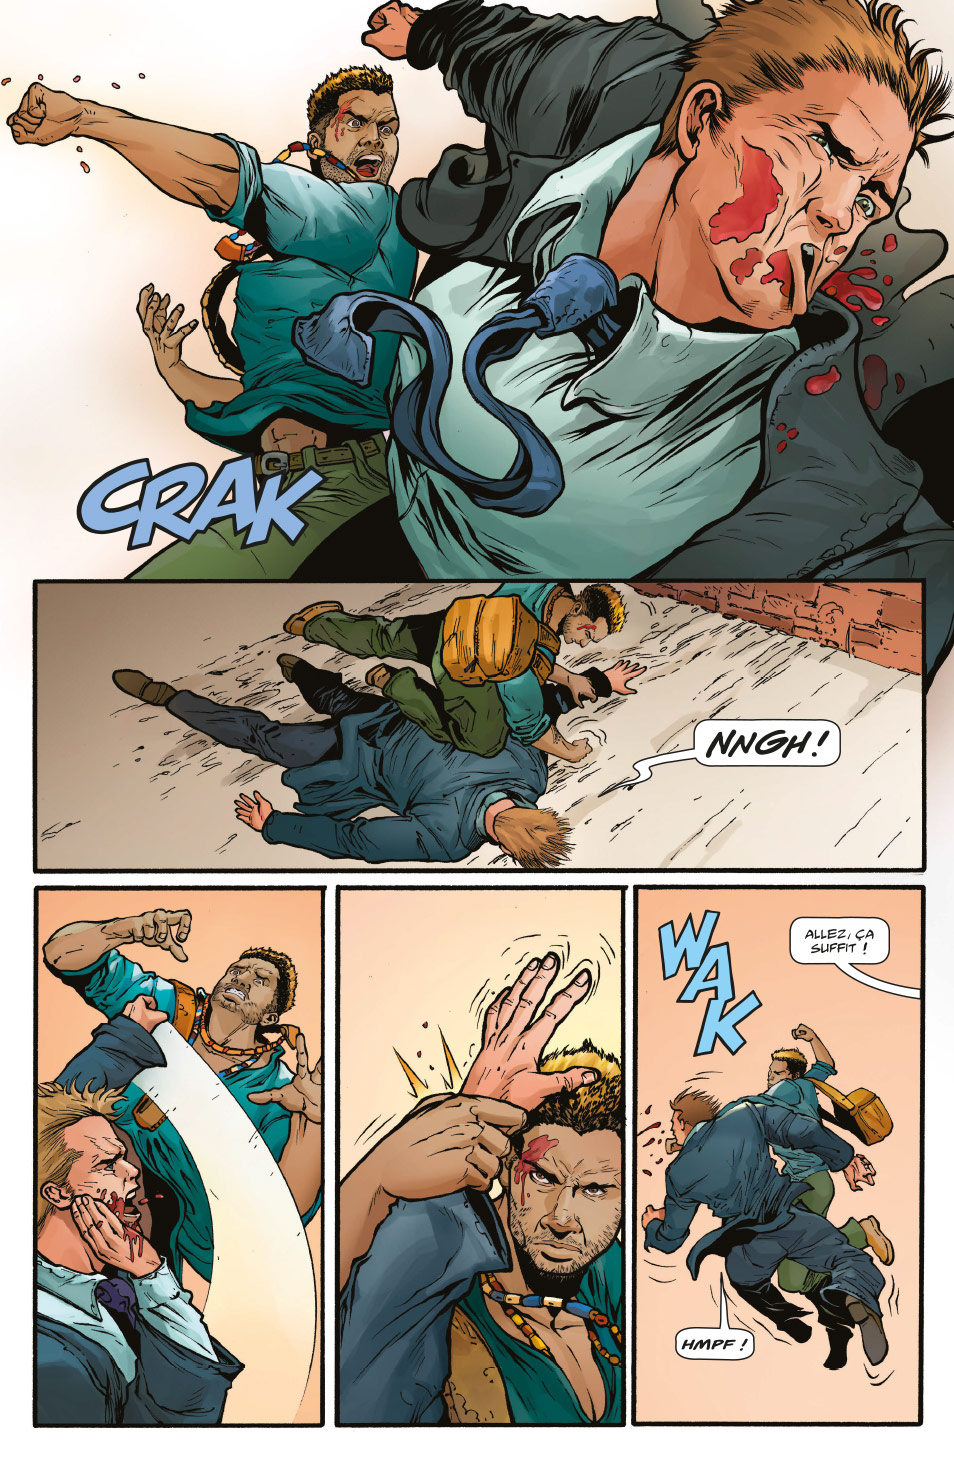 CRAK
NNGH!
WAK
ALLEZ, ÇA
SUFFIT !
HMPF !